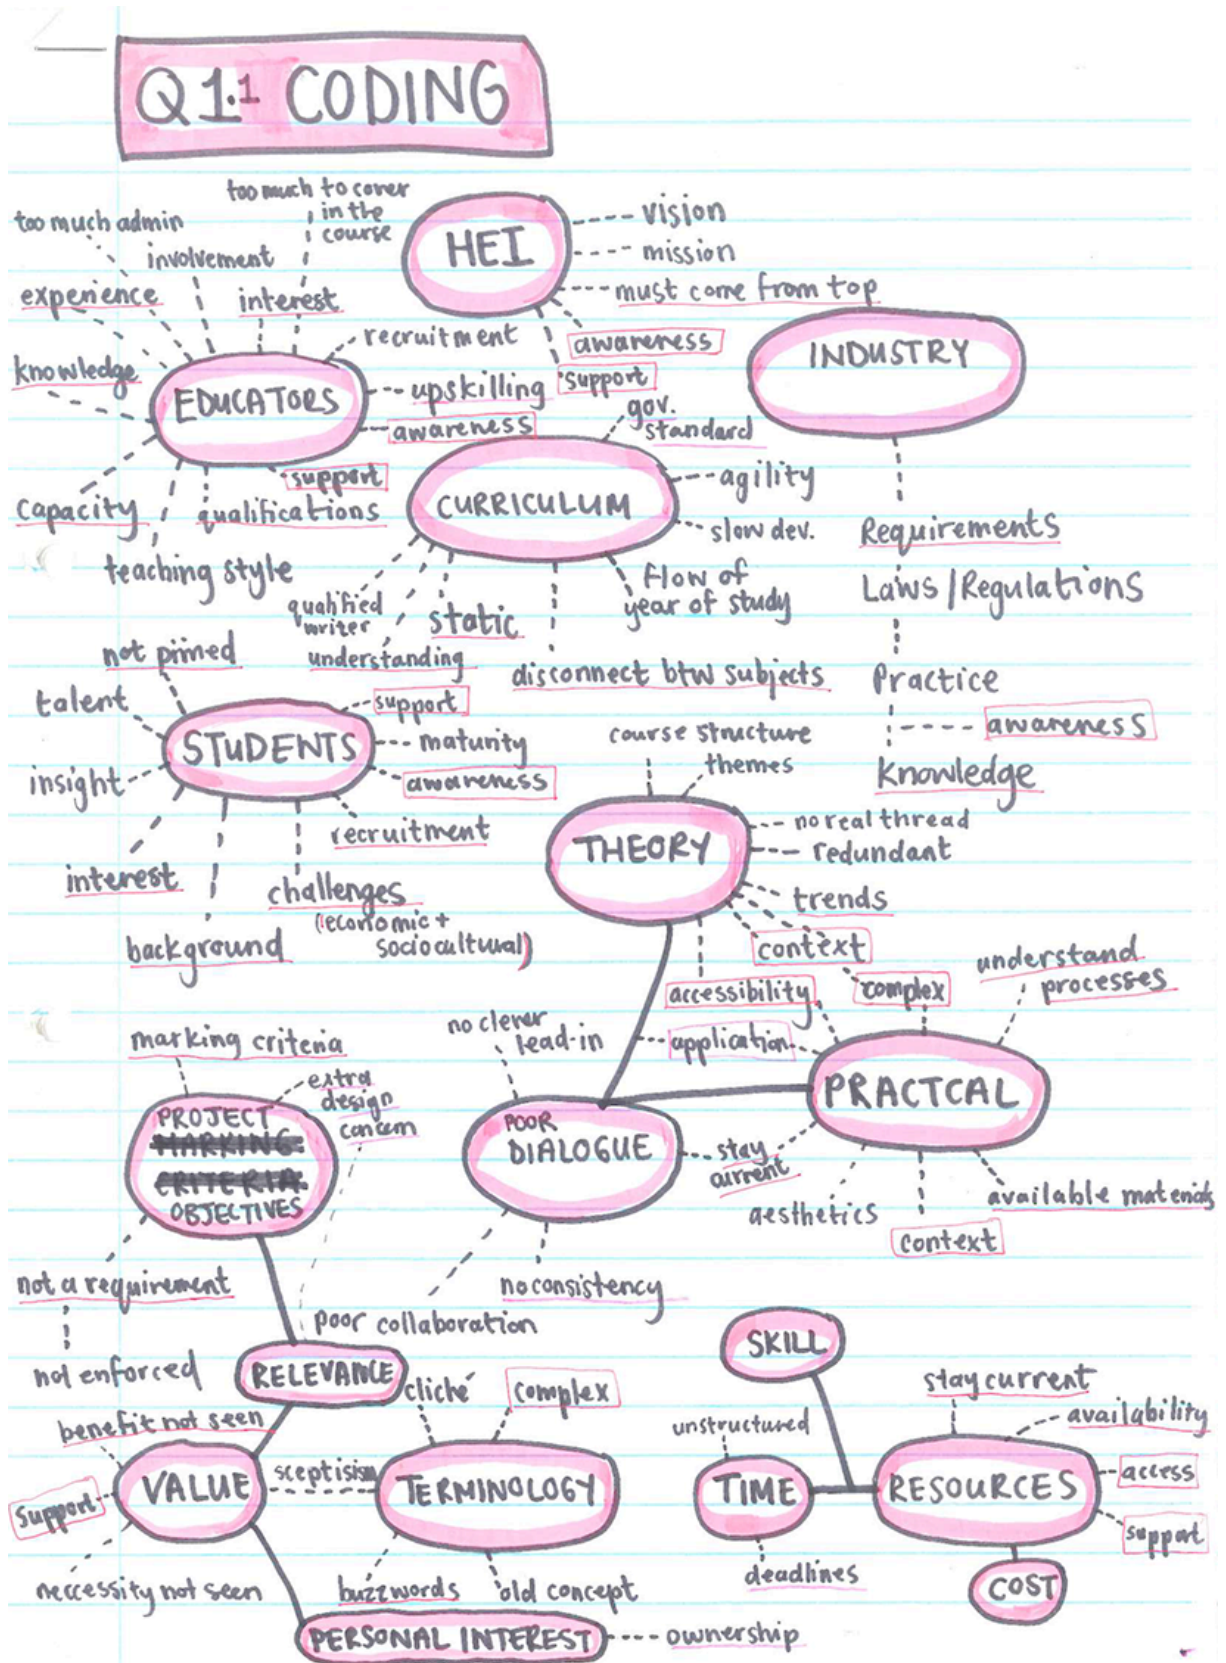 Q1.1 CODING
too much to cover
in the
course
too much admin
involvement
experience
interest
knowledge
recruitment
EDUCATORS
upskilling
awareness
support
capacity
qualifications
teaching style
HEI
vision
mission
must come from top
awareness
support
INDUSTRY
Requirements
Laws / Regulations
Practice
awareness
Knowledge
gov.
standard
CURRICULUM
agility
slow dev.
flow of
year of study
qualified
writer
static
understanding
disconnect btw subjects
not primed
talent
support
STUDENTS
maturity
insight
awareness
recruitment
interest
challenges
(economic +
sociocultural)
background
course structure
themes
THEORY
no real thread
redundant
trends
context
complex
accessibility
application
understand
processes
PRACTCAL
stay
current
aesthetics
context
available materials
no clever
lead-in
POOR
DIALOGUE
no consistency
poor collaboration
marking criteria
extra
design
concern
PROJECT
MARKING
CRITERIA
OBJECTIVES
not a requirement
not enforced
RELEVANCE
benefit not seen
VALUE
support
neccessity not seen
sceptisism
cliché
complex
TERMINOLOGY
buzzwords
old concept
PERSONAL INTEREST
ownership
SKILL
unstructured
TIME
deadlines
stay current
availability
RESOURCES
access
support
COST